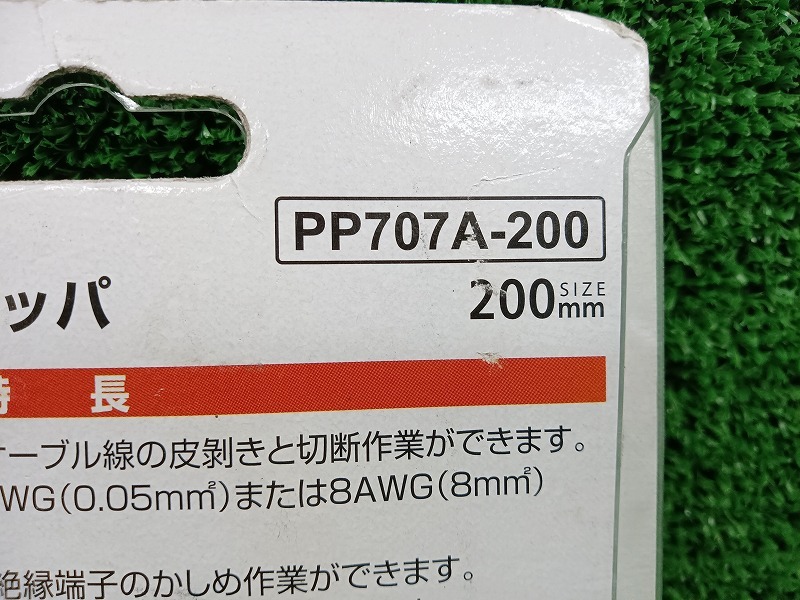 PP707A-200
ッパ
200mm SIZE
特 長
ーブル線の皮剥きと切断作業ができます。
WG(0.05mm²)または8AWG(8mm²)
絶縁端子のかしめ作業ができます。